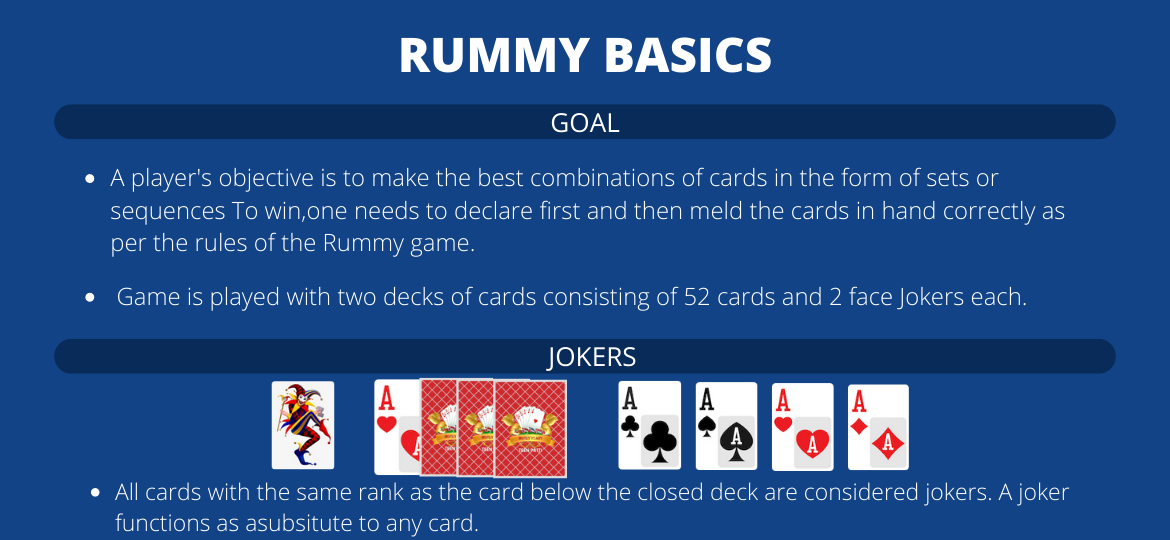 RUMMY BASICS
GOAL
A player's objective is to make the best combinations of cards in the form of sets or
sequences To win,one needs to declare first and then meld the cards in hand correctly as
per the rules of the Rummy game.
Game is played with two decks of cards consisting of 52 cards and 2 face Jokers each.
JOKERS
A A A A A A
A A A
All cards with the same rank as the card below the closed deck are considered jokers. A joker
functions as asubsitute to any card.